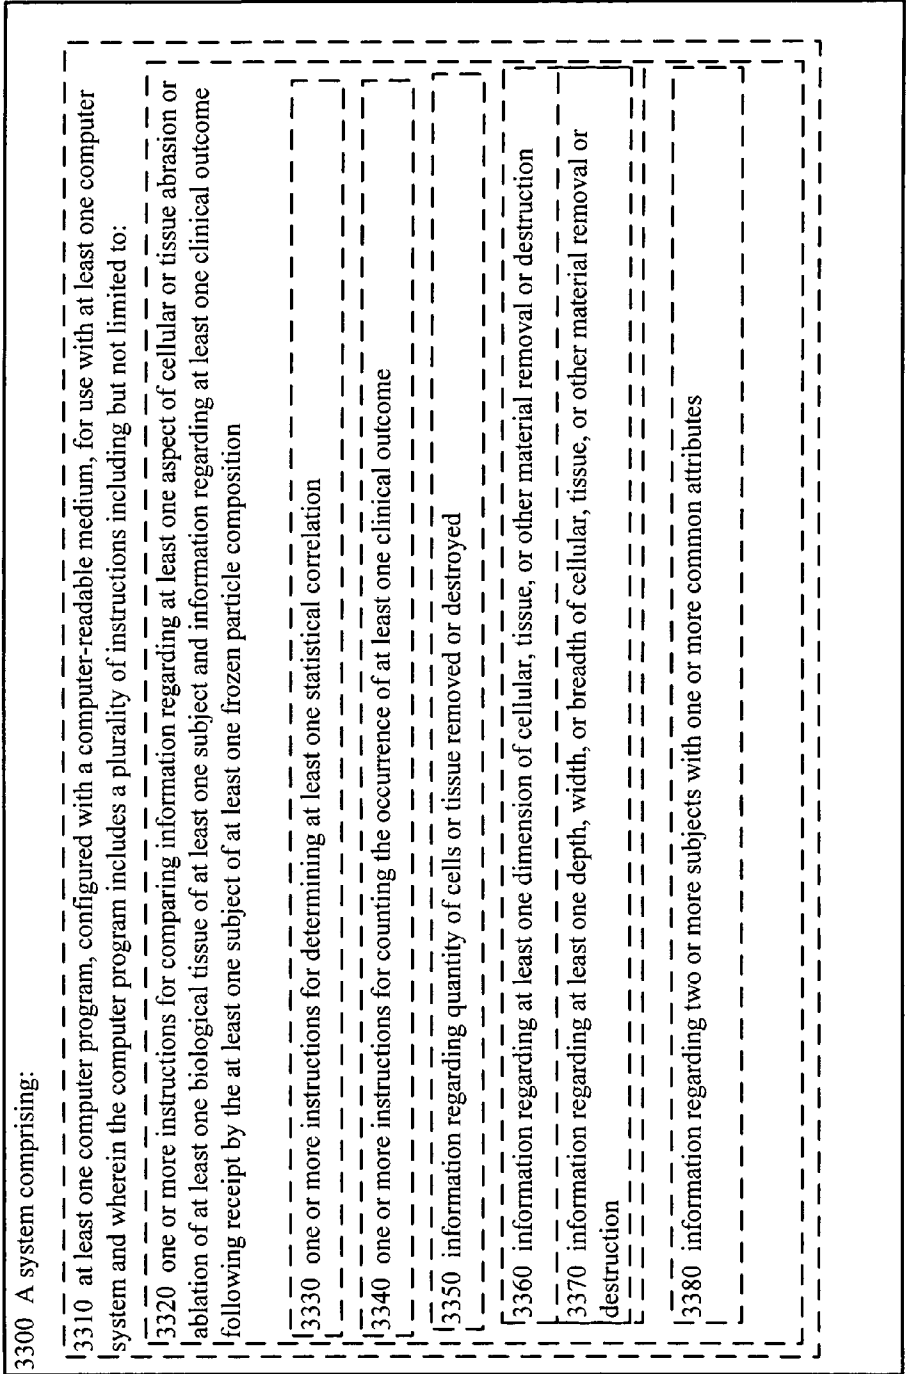 3300 A system comprising:
3310 at least one computer program, configured with a computer-readable medium, for use with at least one computer
system and wherein the computer program includes a plurality of instructions including but not limited to:
3320 one or more instructions for comparing information regarding at least one aspect of cellular or tissue abrasion or
ablation of at least one biological tissue of at least one subject and information regarding at least one clinical outcome
following receipt by the at least one subject of at least one frozen particle composition
3330 one or more instructions for determining at least one statistical correlation
3340 one or more instructions for counting the occurrence of at least one clinical outcome
3350 information regarding quantity of cells or tissue removed or destroyed
3360 information regarding at least one dimension of cellular, tissue, or other material removal or destruction
3370 information regarding at least one depth, width, or breadth of cellular, tissue, or other material removal or
destruction
3380 information regarding two or more subjects with one or more common attributes